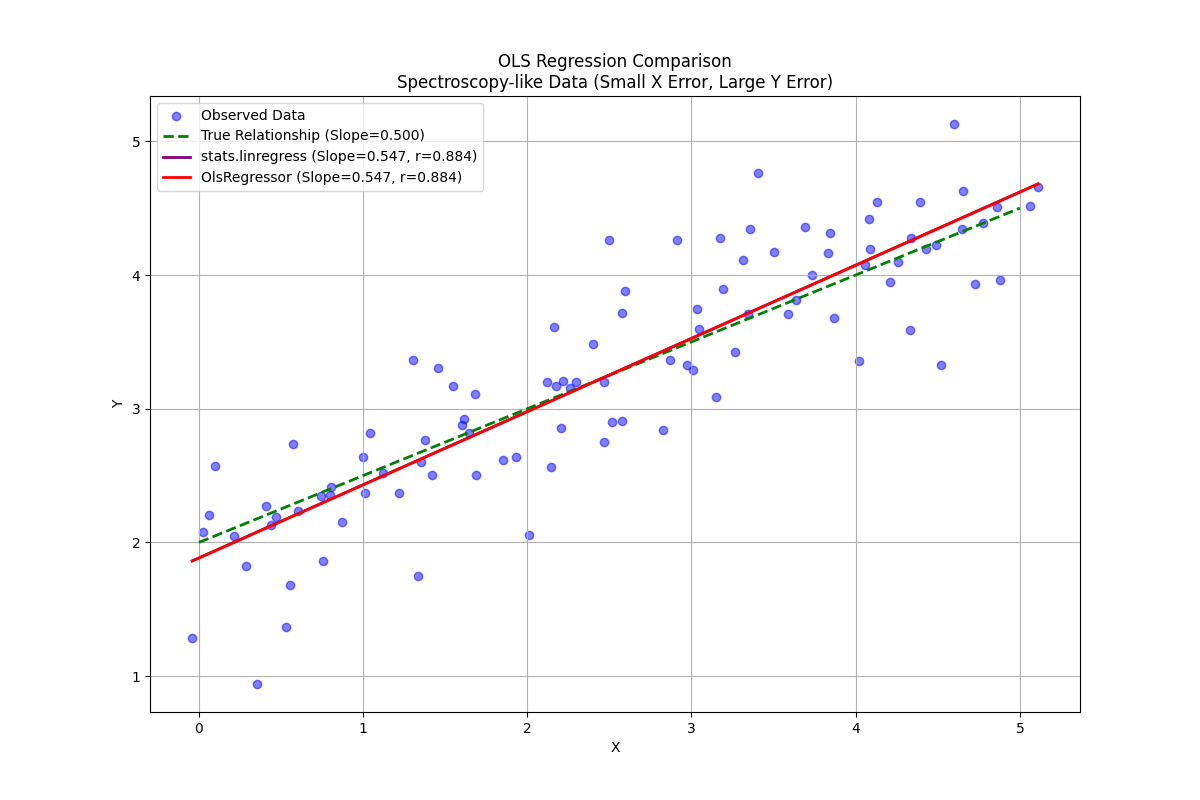 OLS Regression Comparison
Spectroscopy-like Data (Small X Error, Large Y Error)
Observed Data
True Relationship (Slope=0.500)
stats.linregress (Slope=0.547, r=0.884)
OlsRegressor (Slope=0.547, r=0.884)
5
4
3
2
1
Y
0 1 2 3 4 5
X